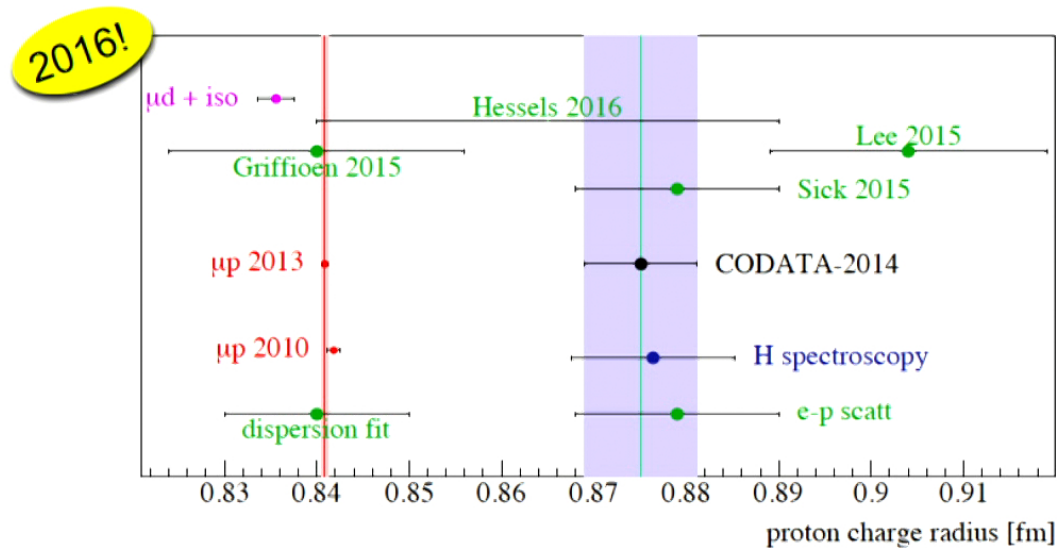 2016!
μd + iso
Hessels 2016
Lee 2015
Griffioen 2015
Sick 2015
μp 2013
CODATA-2014
μp 2010
H spectroscopy
dispersion fit
e-p scatt
0.83 0.84 0.85 0.86 0.87 0.88 0.89 0.9 0.91
proton charge radius [fm]